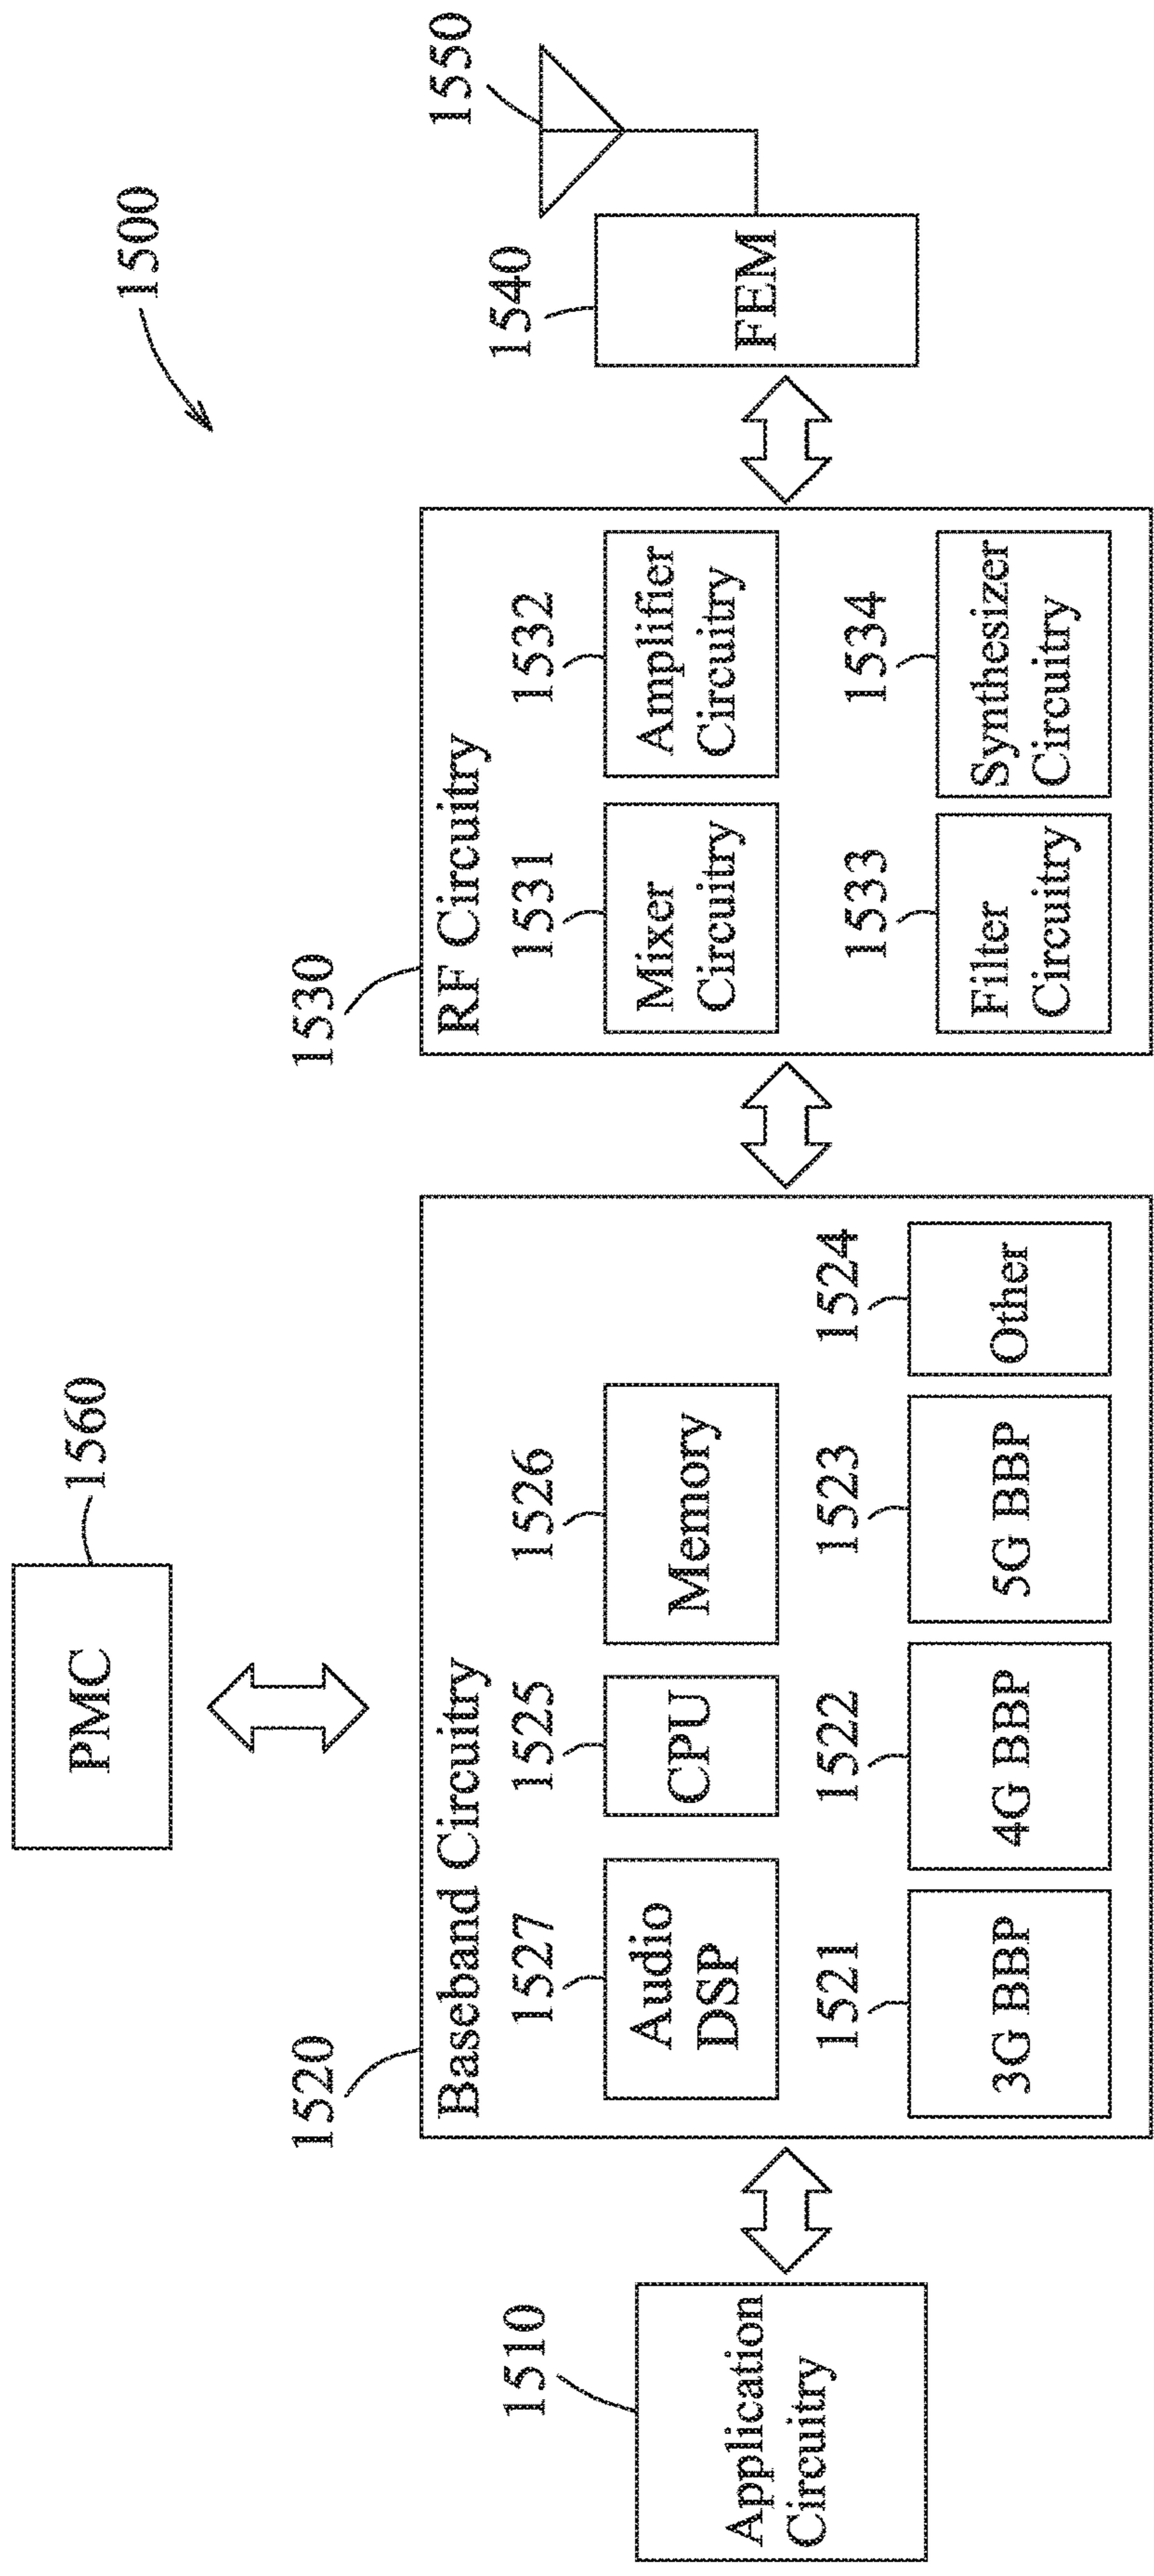 1500
PMC
1560
1520
Baseband Circuitry
1527
Audio
DSP
1525
CPU
1526
Memory
1521
3G BBP
1522
4G BBP
1523
5G BBP
1524
Other
1510
Application
Circuitry
1530
RF Circuitry
1531
Mixer
Circuitry
1532
Amplifier
Circuitry
1533
Filter
Circuitry
1534
Synthesizer
Circuitry
1540
FEM
1550